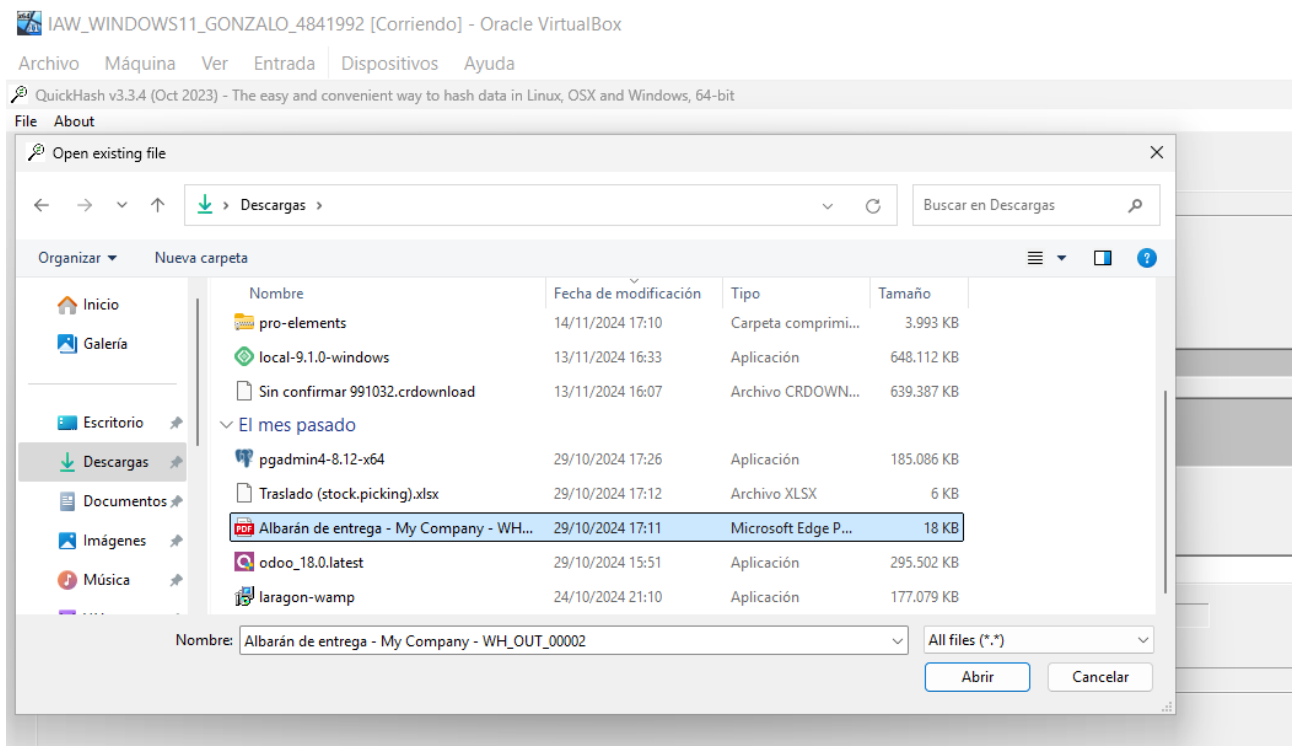 IAW_WINDOWS11_GONZALO_4841992 [Corriendo] - Oracle VirtualBox
Archivo Máquina Ver Entrada Dispositivos Ayuda
QuickHash v3.3.4 (Oct 2023) - The easy and convenient way to hash data in Linux, OSX and Windows, 64-bit
File About
Open existing file
Descargas
Buscar en Descargas
Organizar Nueva carpeta
Inicio
Galería
Escritorio
Descargas
Documentos
Imágenes
Música
Nombre Fecha de modificación Tipo Tamaño
pro-elements 14/11/2024 17:10 Carpeta comprimi... 3.993 KB
local-9.1.0-windows 13/11/2024 16:33 Aplicación 648.112 KB
Sin confirmar 991032.crdownload 13/11/2024 16:07 Archivo CRDOWN... 639.387 KB
El mes pasado
pgadmin4-8.12-x64 29/10/2024 17:26 Aplicación 185.086 KB
Traslado (stock.picking).xlsx 29/10/2024 17:12 Archivo XLSX 6 KB
PDF Albarán de entrega - My Company - WH... 29/10/2024 17:11 Microsoft Edge P... 18 KB
odoo_18.0.latest 29/10/2024 15:51 Aplicación 295.502 KB
laragon-wamp 24/10/2024 21:10 Aplicación 177.079 KB
Nombre: Albarán de entrega - My Company - WH_OUT_00002 All files (*.*)
Abrir Cancelar